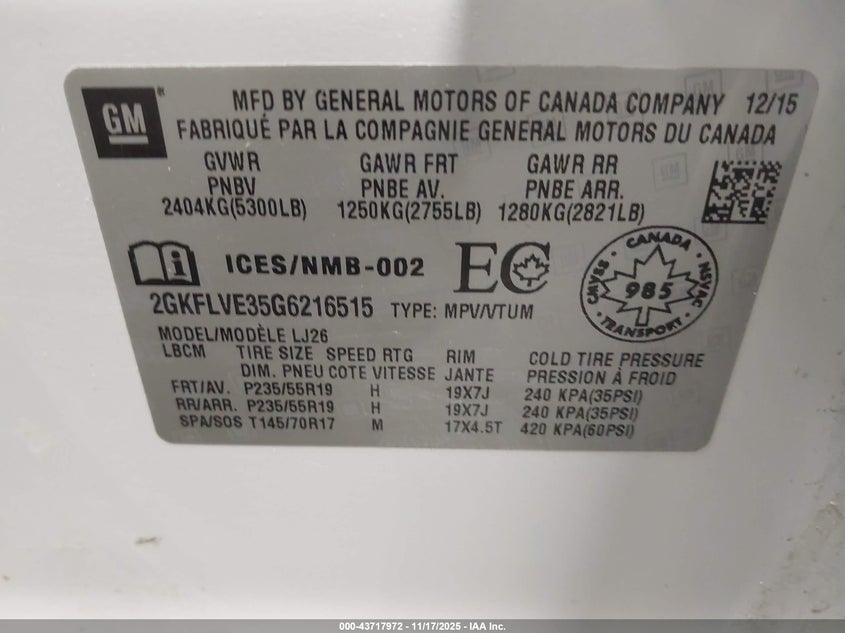 GM
MFD BY GENERAL MOTORS OF CANADA COMPANY 12/15
FABRIQUÉ PAR LA COMPAGNIE GENERAL MOTORS DU CANADA
GVWR GAWR FRT GAWR RR
PNBV PNBE AV. PNBE ARR.
2404KG(5300LB) 1250KG(2755LB) 1280KG(2821LB)
ICES/NMB-002 EC
CANADA
CMVSS 985 NSVAC
TRANSPORT
2GKFLVE35G6216515 TYPE: MPV/VTUM
MODEL/MODÈLE LJ26
LBCM TIRE SIZE SPEED RTG RIM COLD TIRE PRESSURE
DIM. PNEU COTE VITESSE JANTE PRESSION À FROID
FRT/AV. P235/55R19 H 19X7J 240 KPA(35PSI)
RR/ARR. P235/55R19 H 19X7J 240 KPA(35PSI)
SPA/SOS T145/70R17 M 17X4.5T 420 KPA(60PSI)
000-43717972 - 11/17/2025 - IAA Inc.